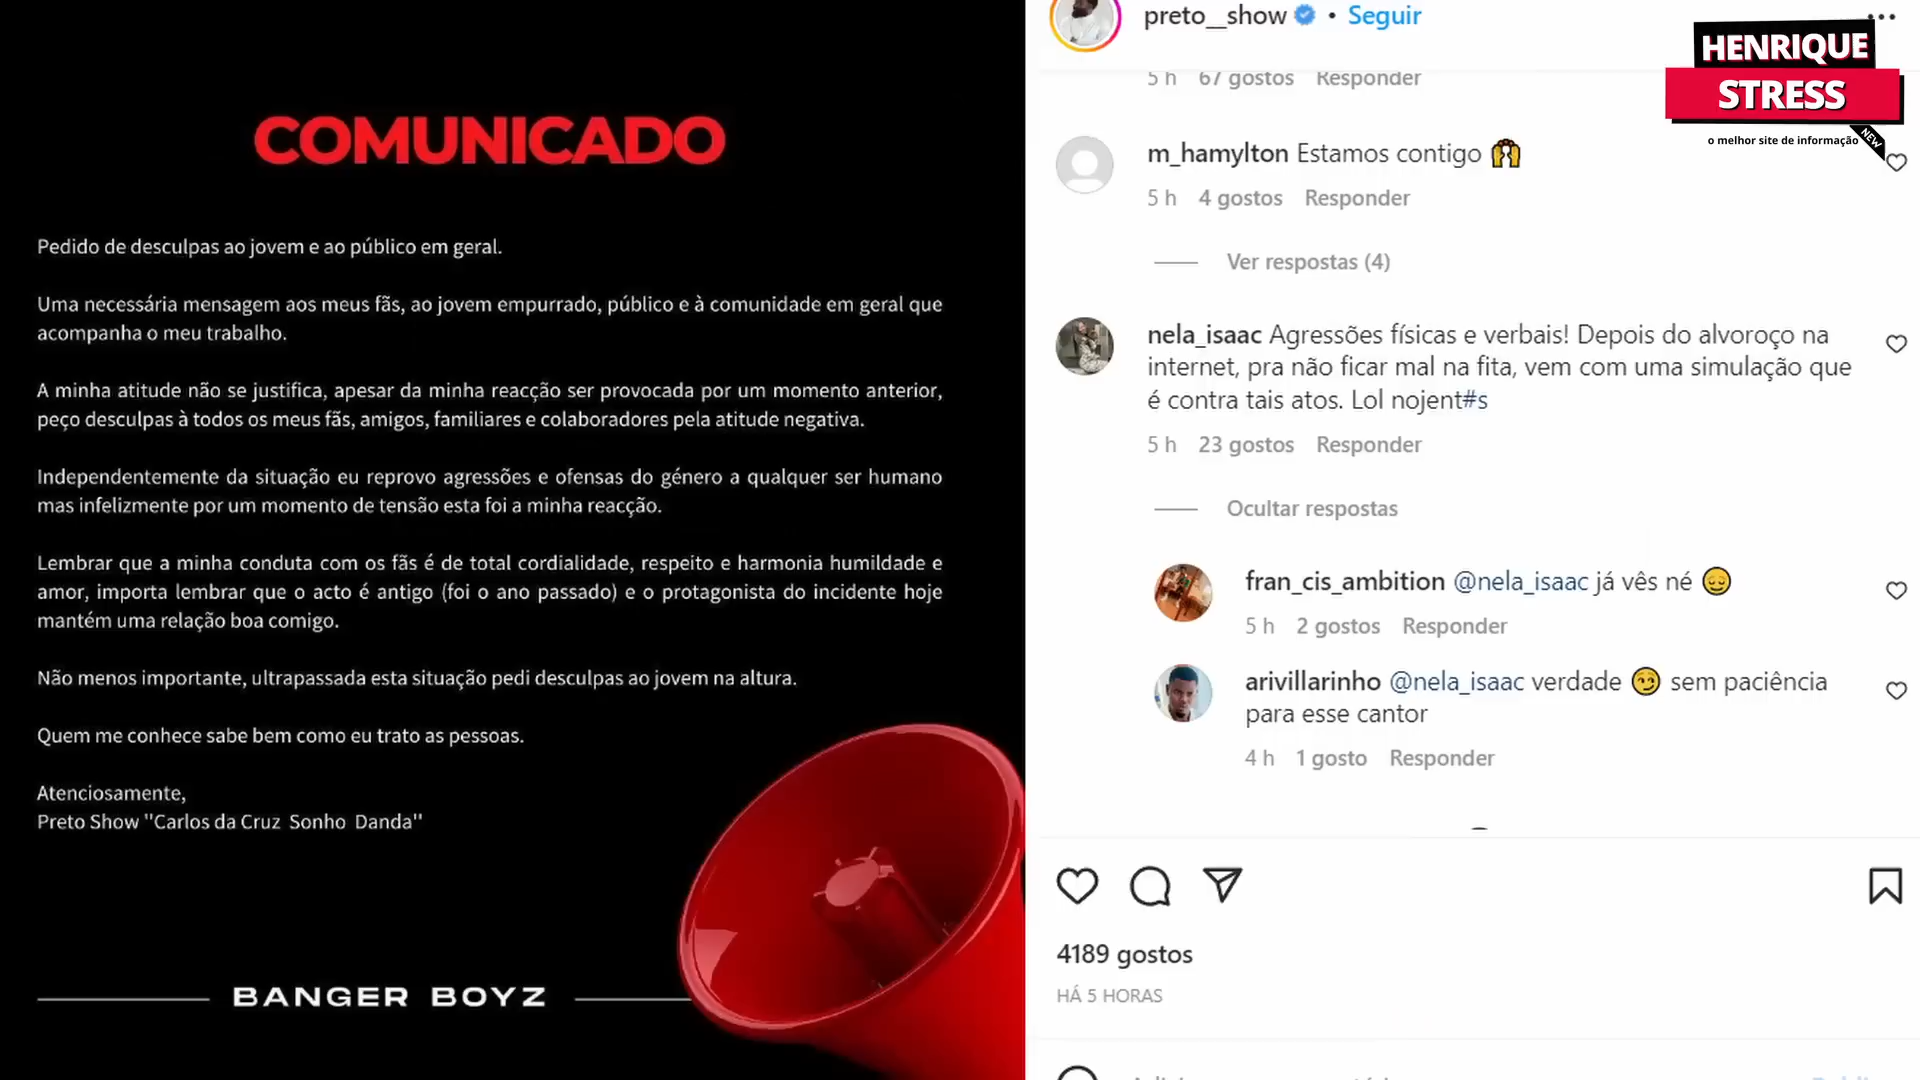 COMUNICADO
Pedido de desculpas ao jovem e ao público em geral.
Uma necessária mensagem aos meus fãs, ao jovem empurrado, público e à comunidade em geral que
acompanha o meu trabalho.
A minha atitude não se justifica, apesar da minha reacção ser provocada por um momento anterior,
peço desculpas à todos os meus fãs, amigos, familiares e colaboradores pela atitude negativa.
Independentemente da situação eu reprovo agressões e ofensas do género a qualquer ser humano
mas infelizmente por um momento de tensão esta foi a minha reacção.
Lembrar que a minha conduta com os fãs é de total cordialidade, respeito e harmonia humildade e
amor, importa lembrar que o acto é antigo (foi o ano passado) e o protagonista do incidente hoje
mantém uma relação boa comigo.
Não menos importante, ultrapassada esta situação pedi desculpas ao jovem na altura.
Quem me conhece sabe bem como eu trato as pessoas.
Atenciosamente,
Preto Show "Carlos da Cruz Sonho Danda"
BANGER BOYZ
preto__show • Seguir
HENRIQUE
STRESS
o melhor site de informação
NEW
5 h 67 gostos Responder
m_hamylton Estamos contigo 🙌
5 h 4 gostos Responder
Ver respostas (4)
nela_isaac Agressões físicas e verbais! Depois do alvoroço na
internet, pra não ficar mal na fita, vem com uma simulação que
é contra tais atos. Lol nojent#s
5 h 23 gostos Responder
Ocultar respostas
fran_cis_ambition @nela_isaac já vês né 😌
5 h 2 gostos Responder
arivillarinho @nela_isaac verdade 😏 sem paciência
para esse cantor
4 h 1 gosto Responder
4189 gostos
HÁ 5 HORAS